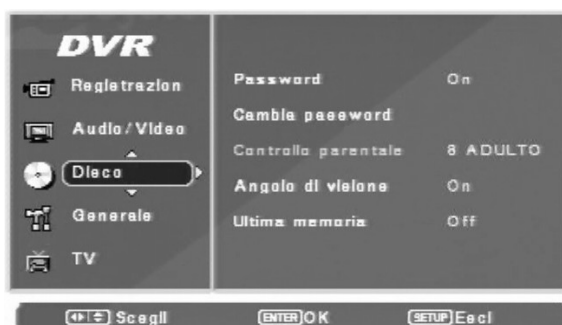 DVR
Registrazion
Audio/Video
Disco
Generale
TV
Password On
Cambia password
Controllo parentale 8 ADULTO
Angolo di visione On
Ultima memoria Off
Scegli ENTER OK SETUP Esci